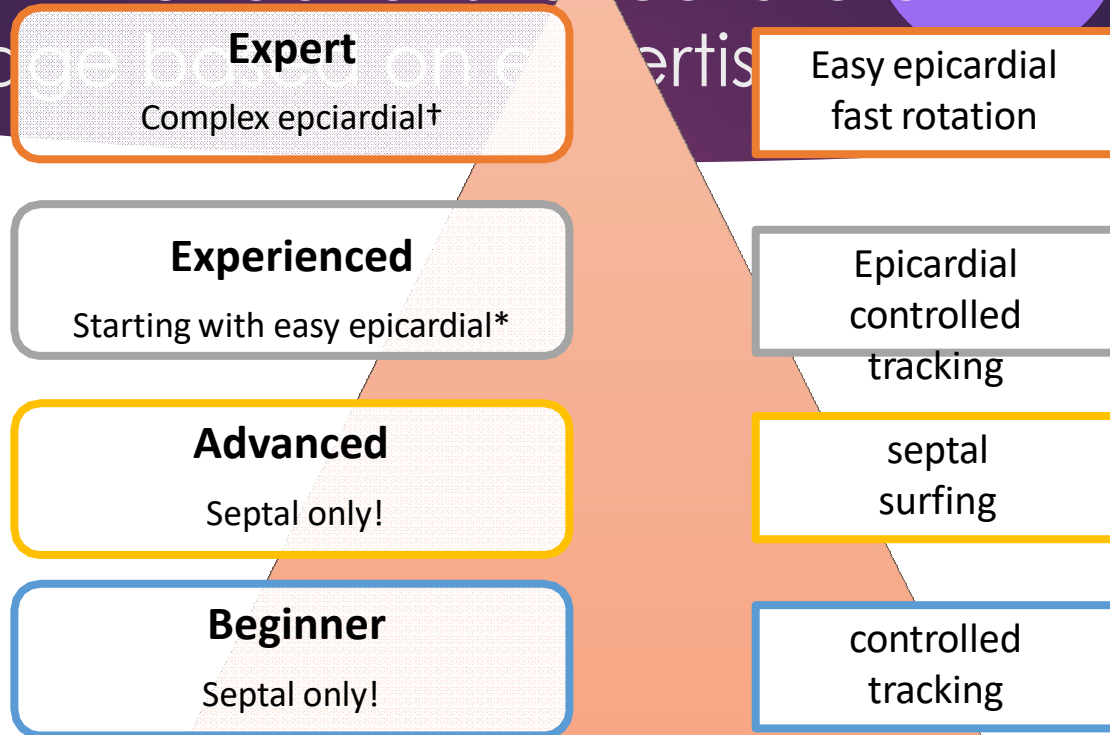 Expert
Complex epciardial†
Easy epicardial
fast rotation
Experienced
Starting with easy epicardial*
Epicardial
controlled
tracking
Advanced
Septal only!
septal
surfing
Beginner
Septal only!
controlled
tracking